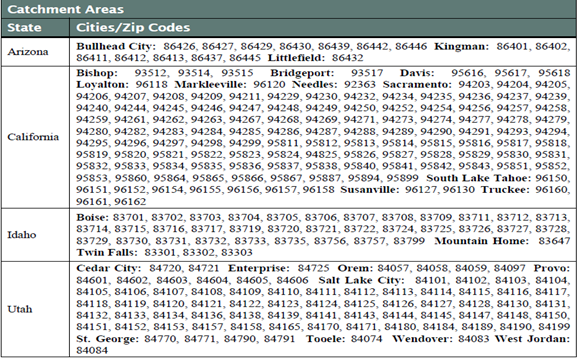 Catchment Areas
State Cities/Zip Codes
Arizona
Bullhead City: 86426, 86427, 86429, 86430, 86439, 86442, 86446 Kingman: 86401, 86402,
86411, 86412, 86413, 86437, 86445 Littlefield: 86432
California
Bishop: 93512, 93514, 93515 Bridgeport: 93517 Davis: 95616, 95617, 95618
Loyalton: 96118 Markleeville: 96120 Needles: 92363 Sacramento: 94203, 94204, 94205,
94206, 94207, 94208, 94209, 94211, 94229, 94230, 94232, 94234, 94235, 94236, 94237, 94239,
94240, 94244, 94245, 94246, 94247, 94248, 94249, 94250, 94252, 94254, 94256, 94257, 94258,
94259, 94261, 94262, 94263, 94267, 94268, 94269, 94271, 94273, 94274, 94277, 94278, 94279,
94280, 94282, 94283, 94284, 94285, 94286, 94287, 94288, 94289, 94290, 94291, 94293, 94294,
94295, 94296, 94297, 94298, 94299, 95811, 95812, 95813, 95814, 95815, 95816, 95817, 95818,
95819, 95820, 95821, 95822, 95823, 95824, 94825, 95826, 95827, 95828, 95829, 95830, 95831,
95832, 95833, 95834, 95835, 95836, 95837, 95838, 95840, 95841, 95842, 95843, 95851, 95852,
95853, 95860, 95864, 95865, 95866, 95867, 95887, 95894, 95899 South Lake Tahoe: 96150,
96151, 96152, 96154, 96155, 96156, 96157, 96158 Susanville: 96127, 96130 Truckee: 96160,
96161, 96162
Idaho
Boise: 83701, 83702, 83703, 83704, 83705, 83706, 83707, 83708, 83709, 83711, 83712, 83713,
83714, 83715, 83716, 83717, 83719, 83720, 83721, 83722, 83724, 83725, 83726, 83727, 83728,
83729, 83730, 83731, 83732, 83733, 83735, 83756, 83757, 83799 Mountain Home: 83647
Twin Falls: 83301, 83302, 83303
Utah
Cedar City: 84720, 84721 Enterprise: 84725 Orem: 84057, 84058, 84059, 84097 Provo:
84601, 84602, 84603, 84604, 84605, 84606 Salt Lake City: 84101, 84102, 84103, 84104,
84105, 84106, 84107, 84108, 84109, 84110, 84111, 84112, 84113, 84114, 84115, 84116, 84117,
84118, 84119, 84120, 84121, 84122, 84123, 84124, 84125, 84126, 84127, 84128, 84130, 84131,
84132, 84133, 84134, 84136, 84138, 84139, 84141, 84143, 84144, 84145, 84147, 84148, 84150,
84151, 84152, 84153, 84157, 84158, 84165, 84170, 84171, 84180, 84184, 84189, 84190, 84199
St. George: 84770, 84771, 84790, 84791 Tooele: 84074 Wendover: 84083 West Jordan:
84084